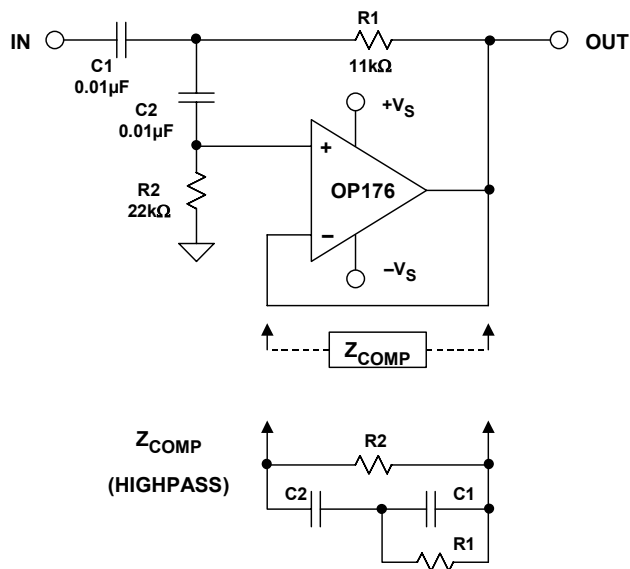 IN
OUT
R1
11kΩ
C1
0.01µF
C2
0.01µF
+VS
+
OP176
R2
22kΩ
–
–VS
ZCOMP
ZCOMP
(HIGHPASS)
R2
C2
C1
R1